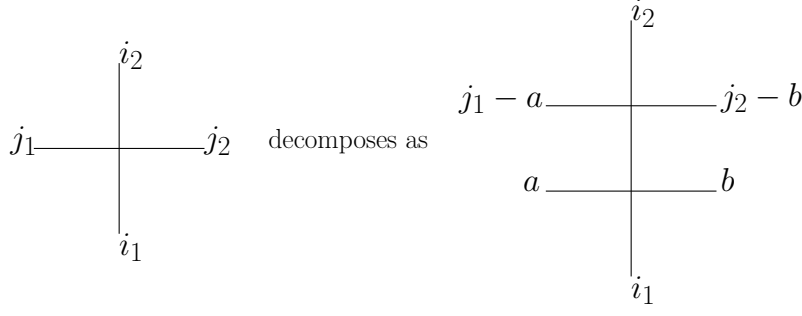 i₂
j₁ j₂
i₁
decomposes as
i₂
j₁ − a j₂ − b
a b
i₁